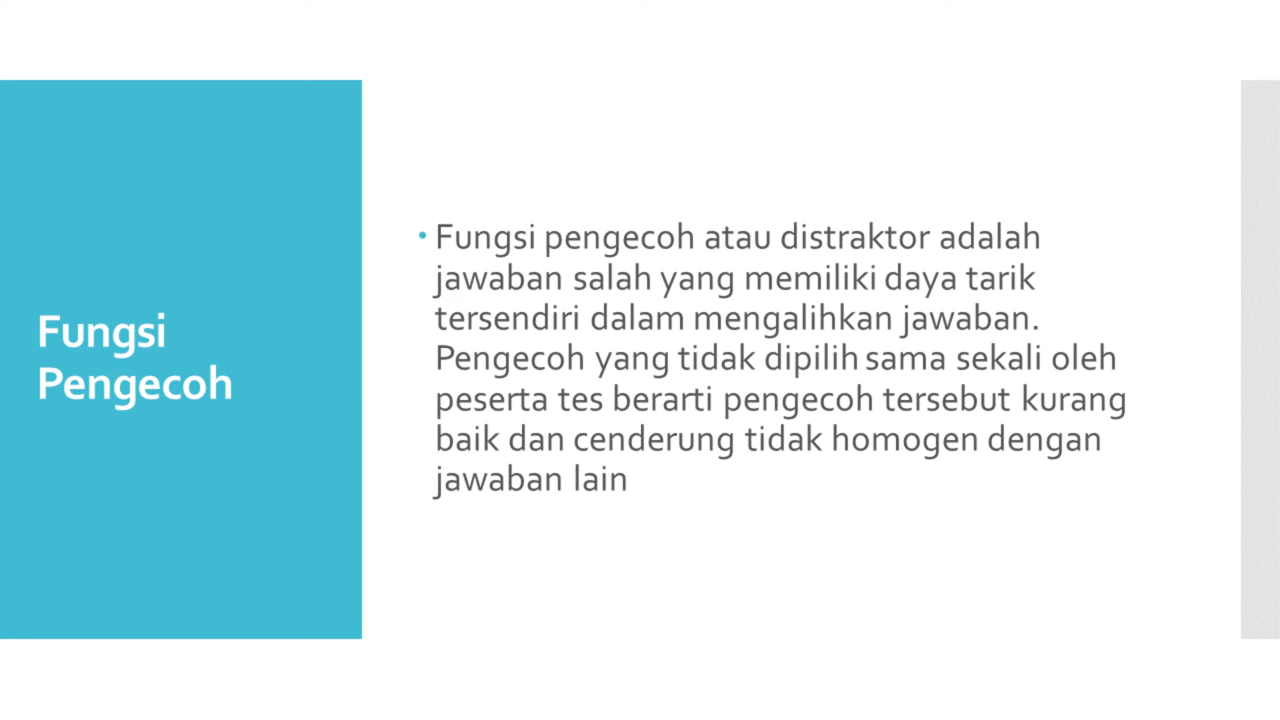 Fungsi
Pengecoh
• Fungsi pengecoh atau distraktor adalah
jawaban salah yang memiliki daya tarik
tersendiri dalam mengalihkan jawaban.
Pengecoh yang tidak dipilih sama sekali oleh
peserta tes berarti pengecoh tersebut kurang
baik dan cenderung tidak homogen dengan
jawaban lain